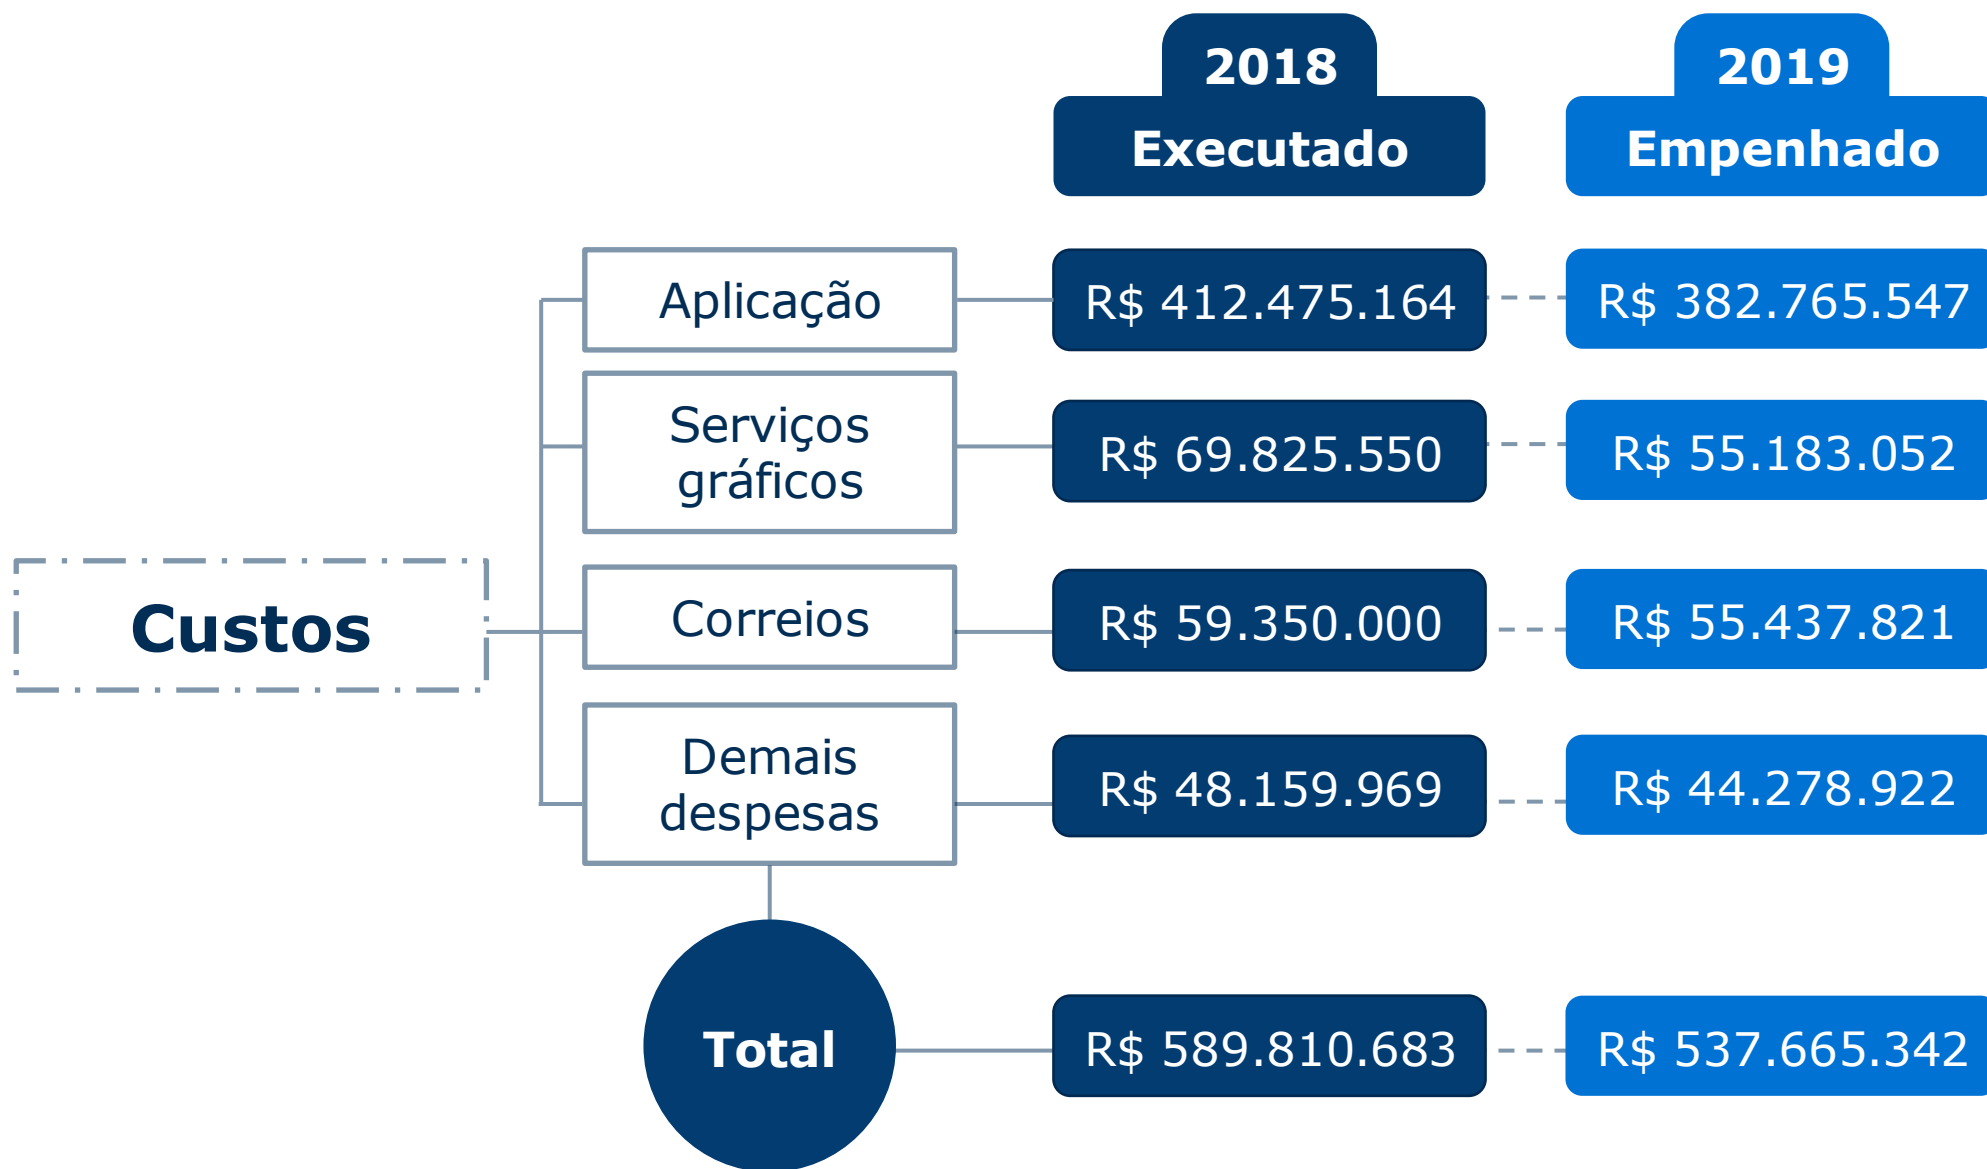 2018
2019
Executado
Empenhado
Aplicação
R$ 412.475.164
R$ 382.765.547
Serviços
gráficos
R$ 69.825.550
R$ 55.183.052
Custos
Correios
R$ 59.350.000
R$ 55.437.821
Demais
despesas
R$ 48.159.969
R$ 44.278.922
Total
R$ 589.810.683
R$ 537.665.342